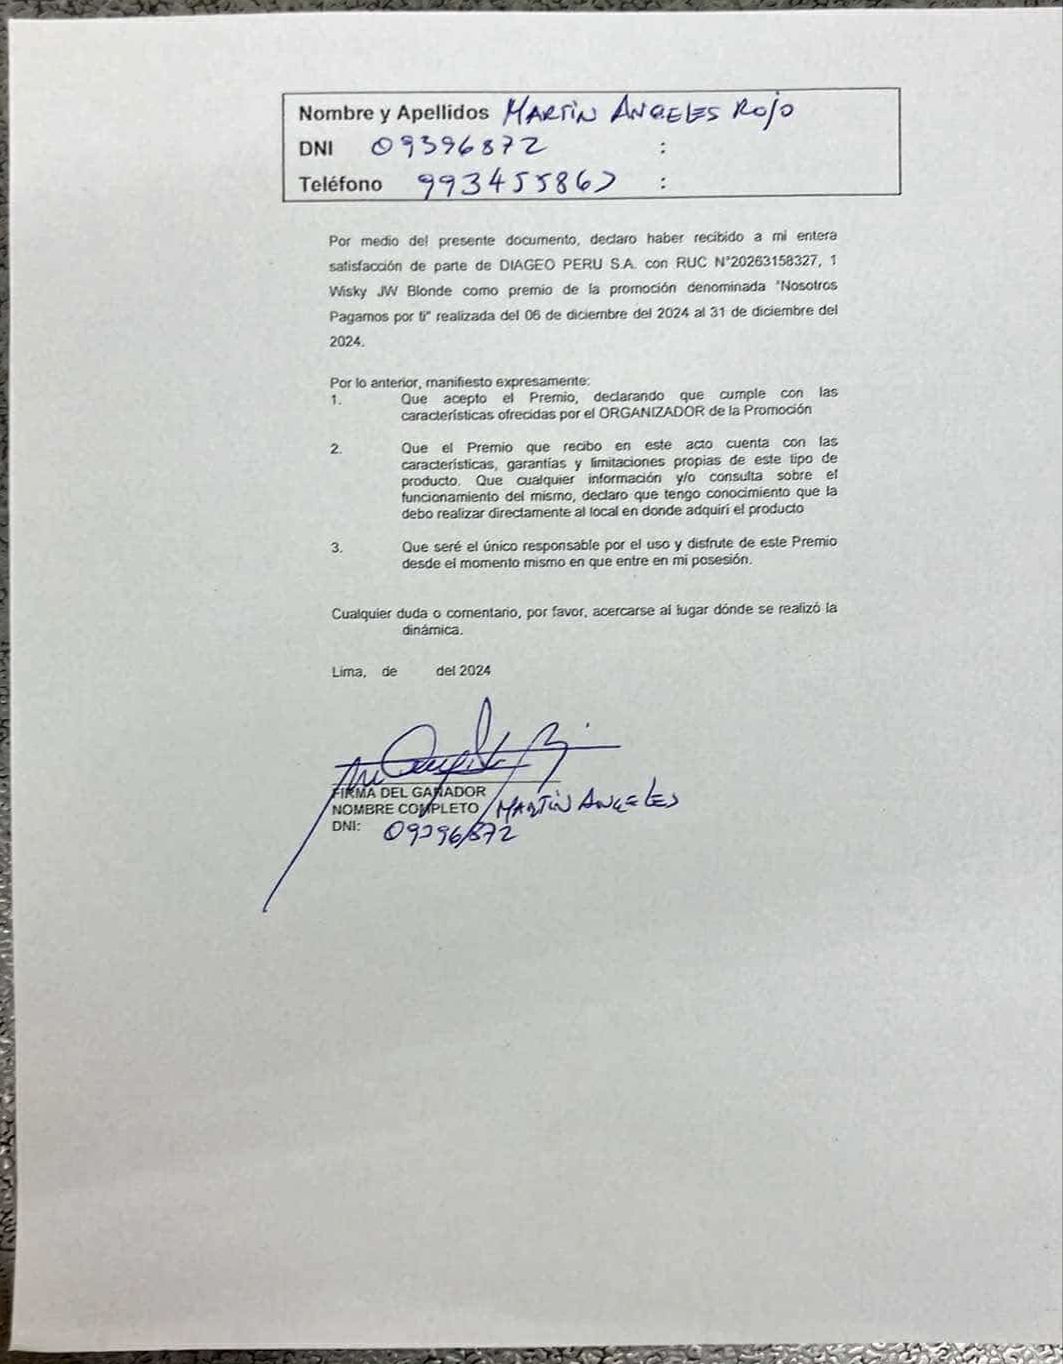 Nombre y Apellidos MARTIN ANGELES ROJO
DNI 09396872 :
Teléfono 993455867 :
Por medio del presente documento, declaro haber recibido a mi entera
satisfacción de parte de DIAGEO PERU S.A. con RUC N°20263158327, 1
Wisky JW Blonde como premio de la promoción denominada "Nosotros
Pagamos por ti" realizada del 06 de diciembre del 2024 al 31 de diciembre del
2024.
Por lo anterior, manifiesto expresamente:
1. Que acepto el Premio, declarando que cumple con las
características ofrecidas por el ORGANIZADOR de la Promoción
2. Que el Premio que recibo en este acto cuenta con las
características, garantías y limitaciones propias de este tipo de
producto. Que cualquier información y/o consulta sobre el
funcionamiento del mismo, declaro que tengo conocimiento que la
debo realizar directamente al local en donde adquirí el producto
3. Que seré el único responsable por el uso y disfrute de este Premio
desde el momento mismo en que entre en mi posesión.
Cualquier duda o comentario, por favor, acercarse al lugar dónde se realizó la
dinámica.
Lima, de del 2024
FIRMA DEL GANADOR
NOMBRE COMPLETO MARTIN ANGELES
DNI: 09396872